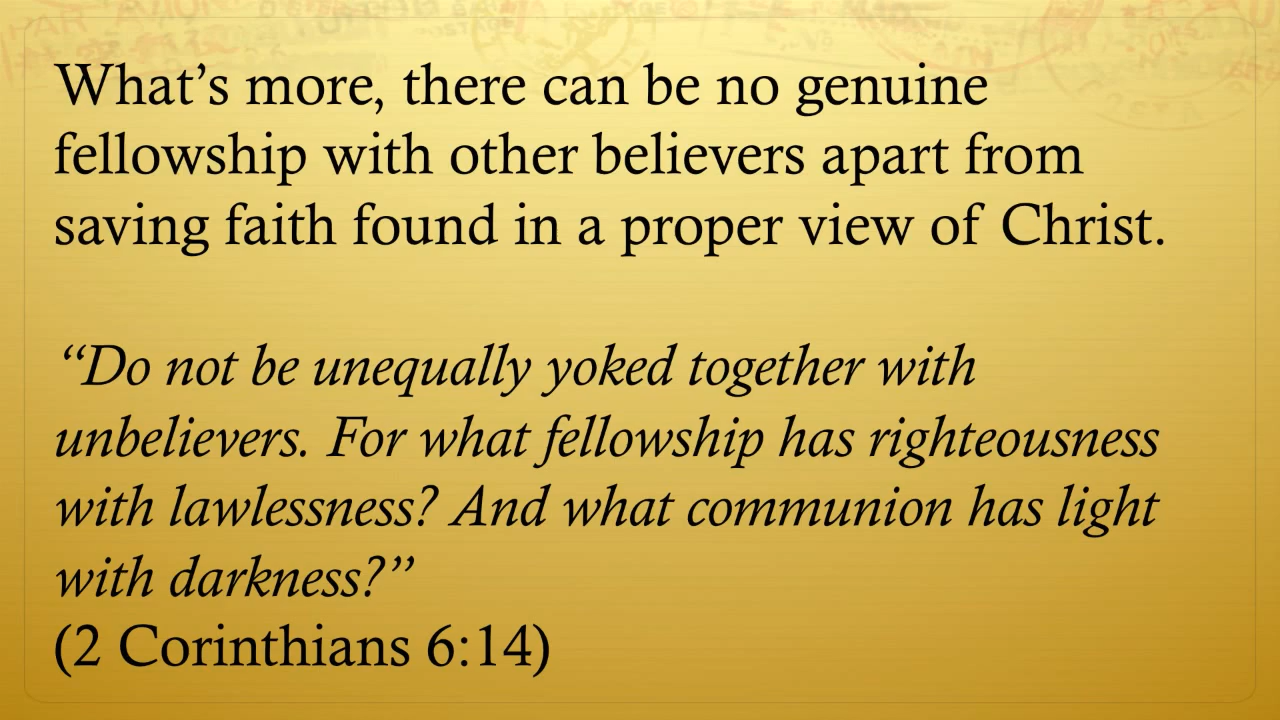 What’s more, there can be no genuine
fellowship with other believers apart from
saving faith found in a proper view of Christ.
“Do not be unequally yoked together with
unbelievers. For what fellowship has righteousness
with lawlessness? And what communion has light
with darkness?”
(2 Corinthians 6:14)